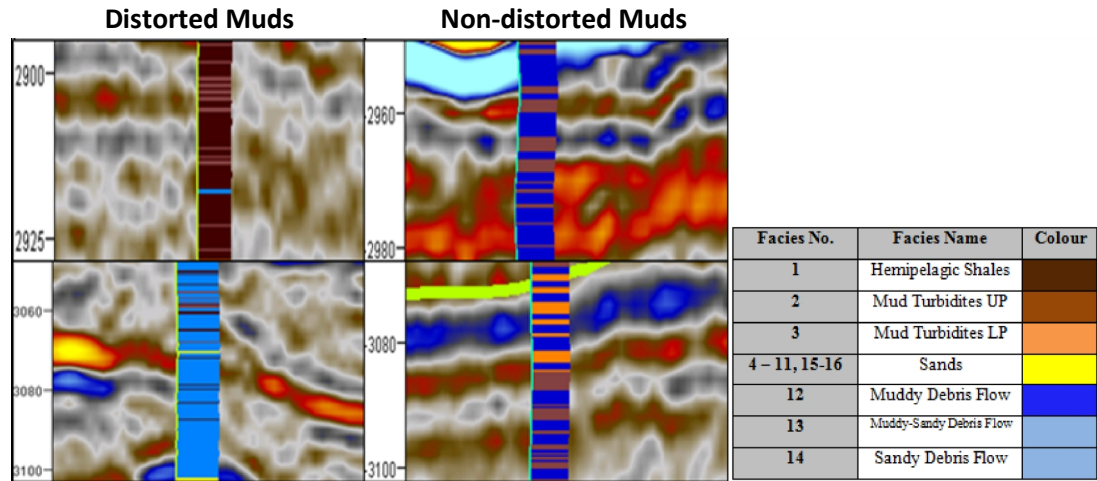 Distorted Muds
Non-distorted Muds
2900
2925
2960
2980
3060
3080
3100
3080
3100
Facies No. Facies Name Colour
1 Hemipelagic Shales
2 Mud Turbidites UP
3 Mud Turbidites LP
4 – 11, 15-16 Sands
12 Muddy Debris Flow
13 Muddy-Sandy Debris Flow
14 Sandy Debris Flow